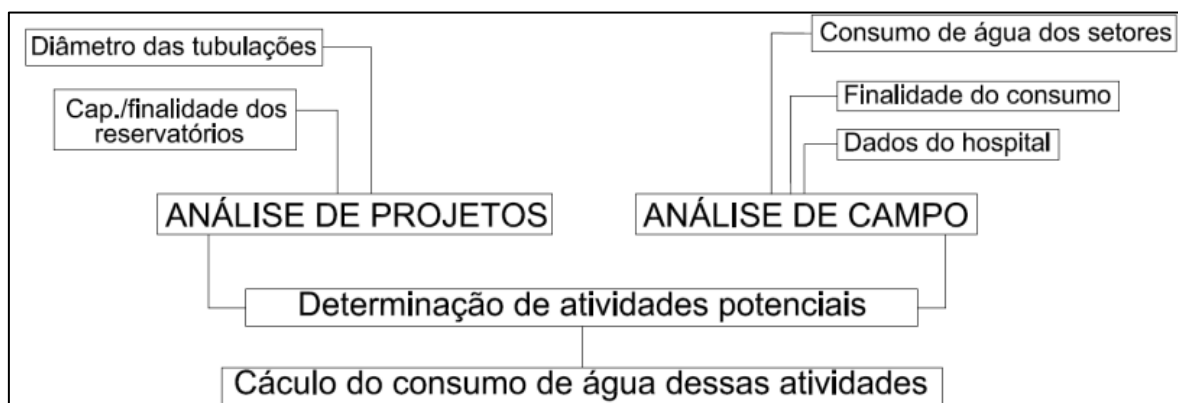 Diâmetro das tubulações
Cap./finalidade dos
reservatórios
Consumo de água dos setores
Finalidade do consumo
Dados do hospital
ANÁLISE DE PROJETOS
ANÁLISE DE CAMPO
Determinação de atividades potenciais
Cáculo do consumo de água dessas atividades